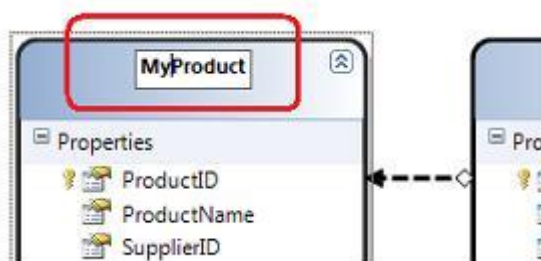 MyProduct
Properties
ProductID
ProductName
SupplierID
Pro